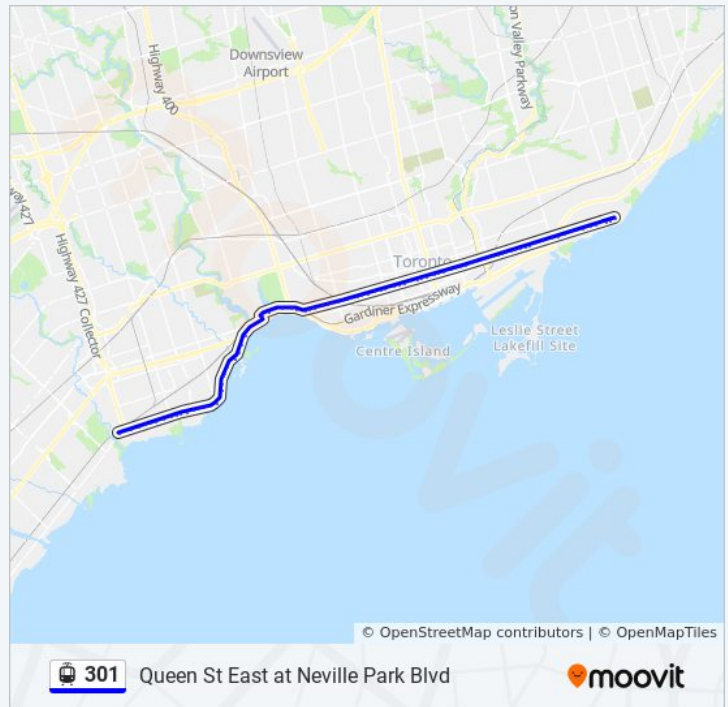 Downsview
Airport
Highway 400
on Valley Parkway
way 427
Highway 427 Collector
Toronto
Gardiner Expressway
Leslie Street
Lakefill Site
Centre Island
© OpenStreetMap contributors | © OpenMapTiles
301 Queen St East at Neville Park Blvd
moovit